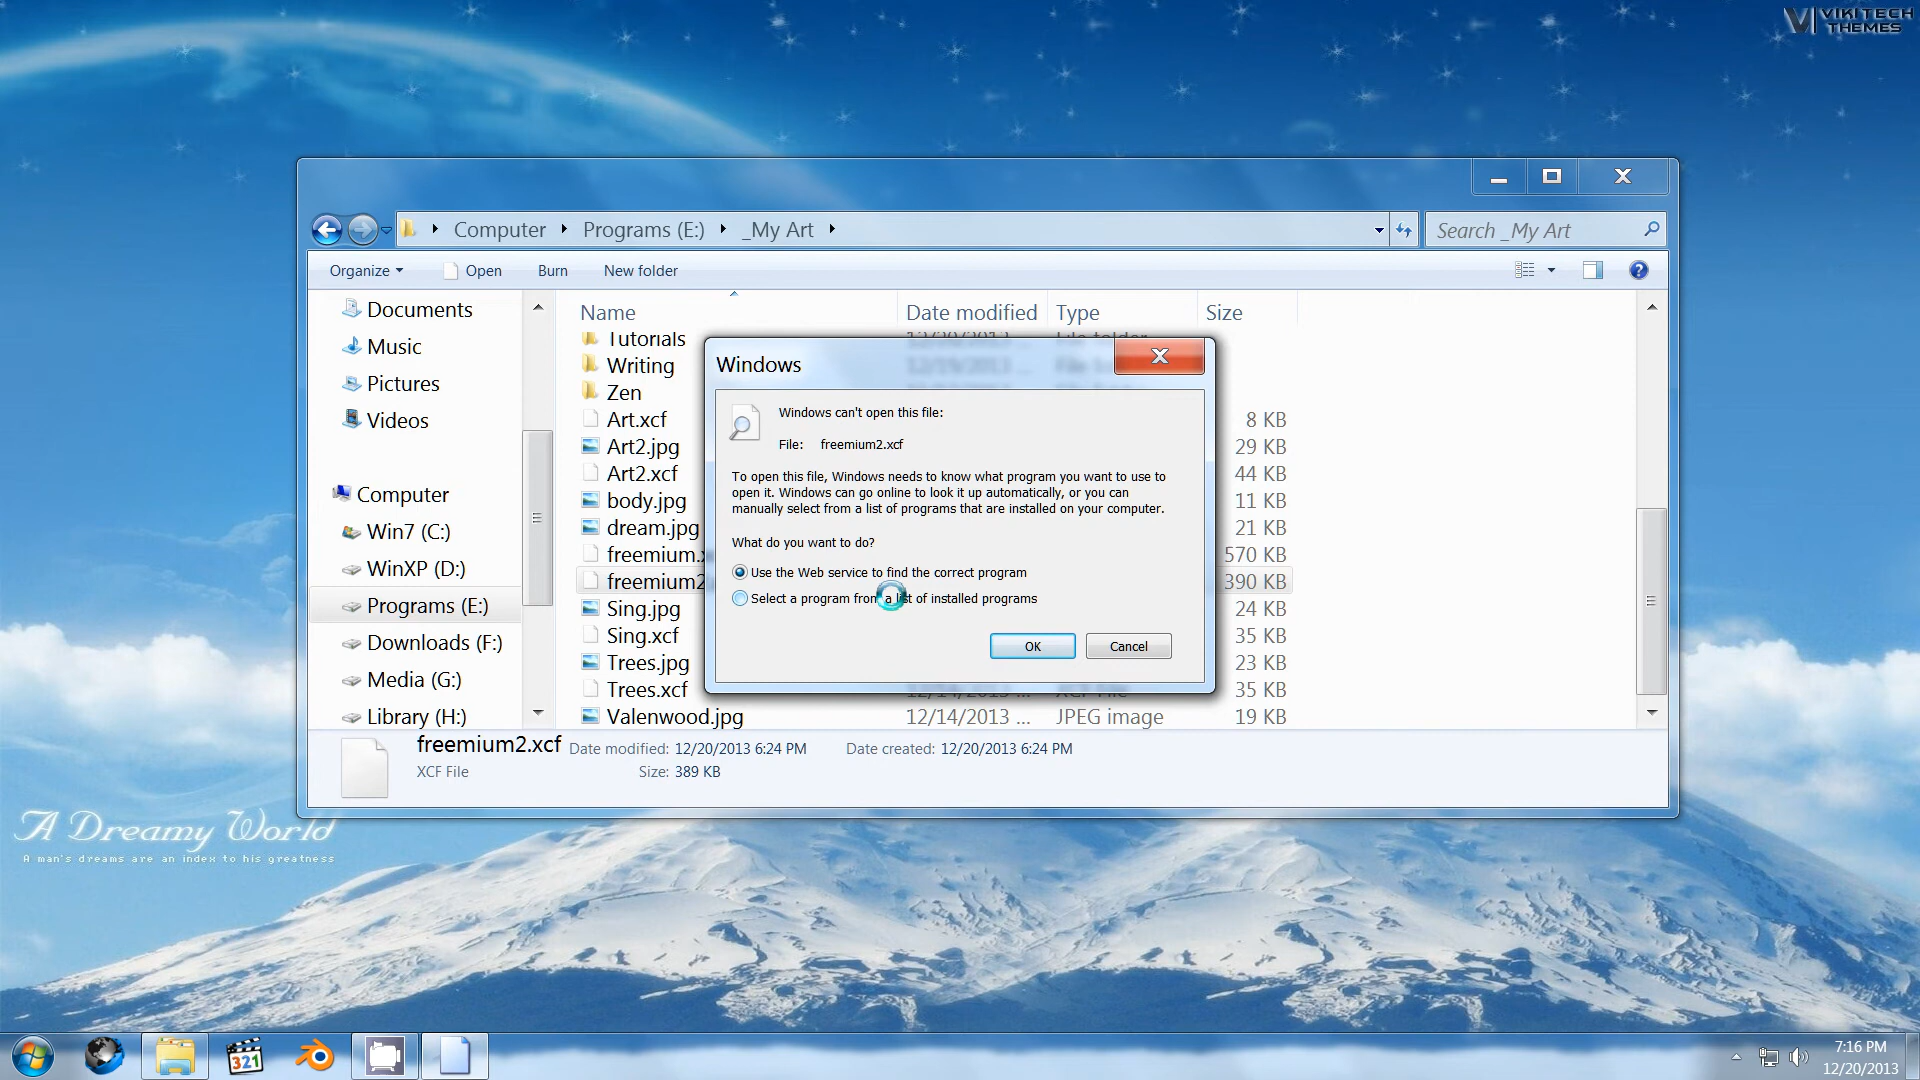 VIKITECH
THEMES
Computer
Programs (E:)
_My Art
Search _My Art
Organize
Open
Burn
New folder
Documents
Music
Pictures
Videos
Computer
Win7 (C:)
WinXP (D:)
Programs (E:)
Downloads (F:)
Media (G:)
Library (H:)
Name
Date modified
Type
Size
Tutorials
Writing
Zen
Art.xcf
8 KB
Art2.jpg
29 KB
Art2.xcf
44 KB
body.jpg
11 KB
dream.jpg
21 KB
freemium.x
570 KB
freemium2
390 KB
Sing.jpg
24 KB
Sing.xcf
35 KB
Trees.jpg
23 KB
Trees.xcf
35 KB
Valenwood.jpg
12/14/2013 ...
JPEG image
19 KB
Windows
Windows can't open this file:
File: freemium2.xcf
To open this file, Windows needs to know what program you want to use to
open it. Windows can go online to look it up automatically, or you can
manually select from a list of programs that are installed on your computer.
What do you want to do?
Use the Web service to find the correct program
Select a program from a list of installed programs
OK
Cancel
freemium2.xcf
Date modified: 12/20/2013 6:24 PM
Date created: 12/20/2013 6:24 PM
XCF File
Size: 389 KB
A Dreamy World
A man's dreams are an index to his greatness
321
7:16 PM
12/20/2013